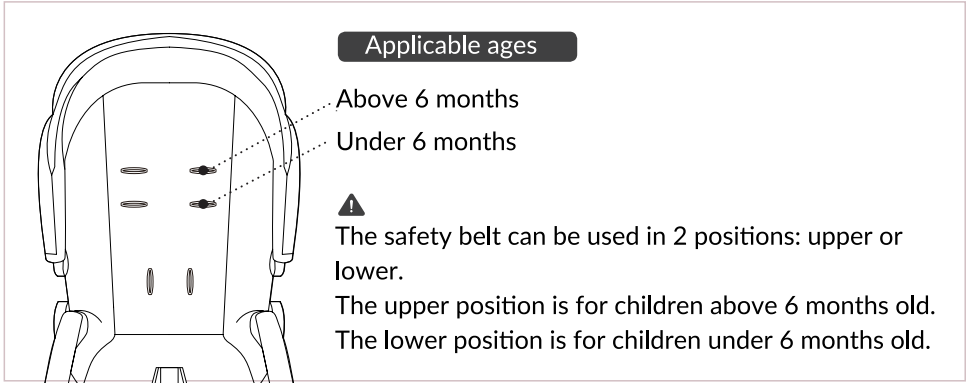 Applicable ages
Above 6 months
Under 6 months
The safety belt can be used in 2 positions: upper or
lower.
The upper position is for children above 6 months old.
The lower position is for children under 6 months old.